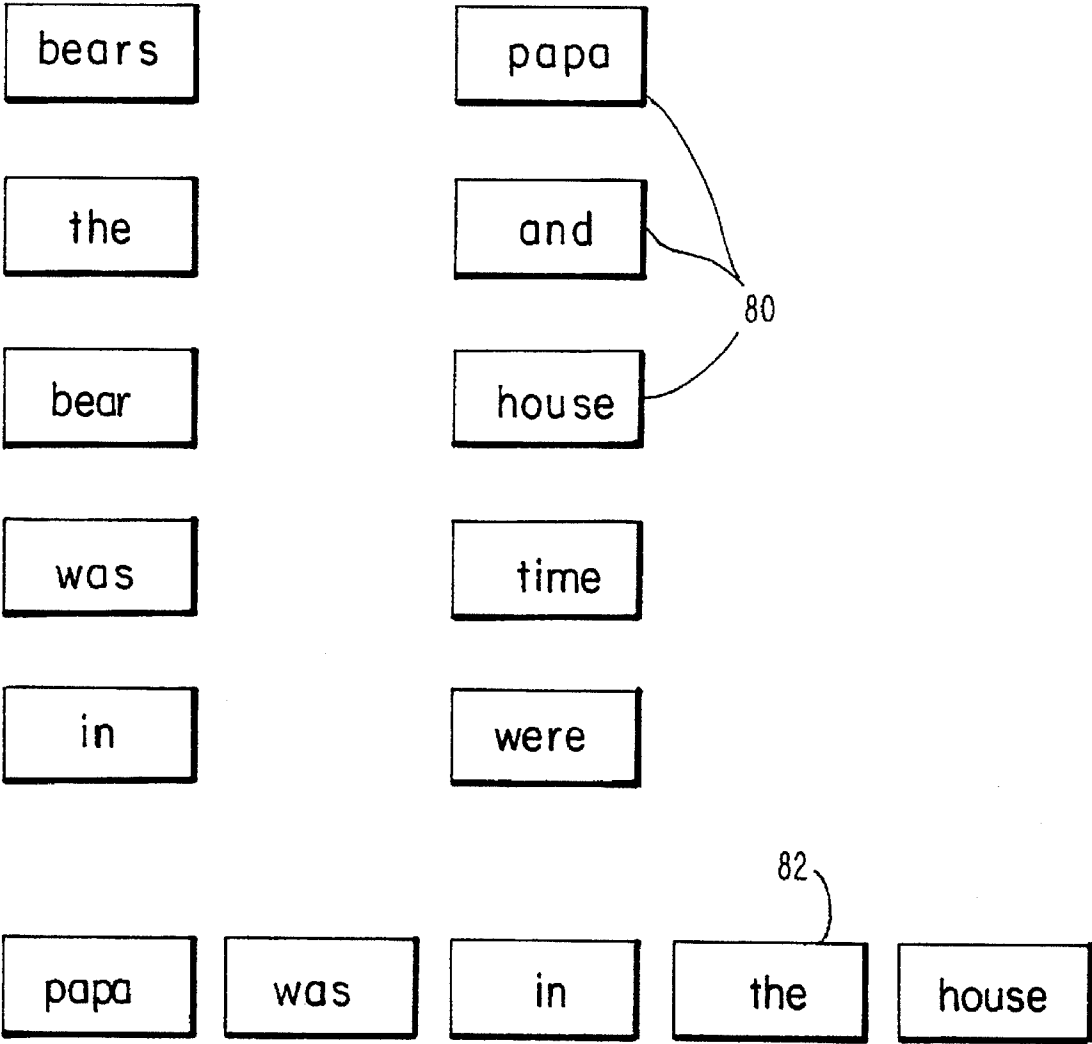 bears papa
the and
80
bear house
was time
in were
82
papa was in the house